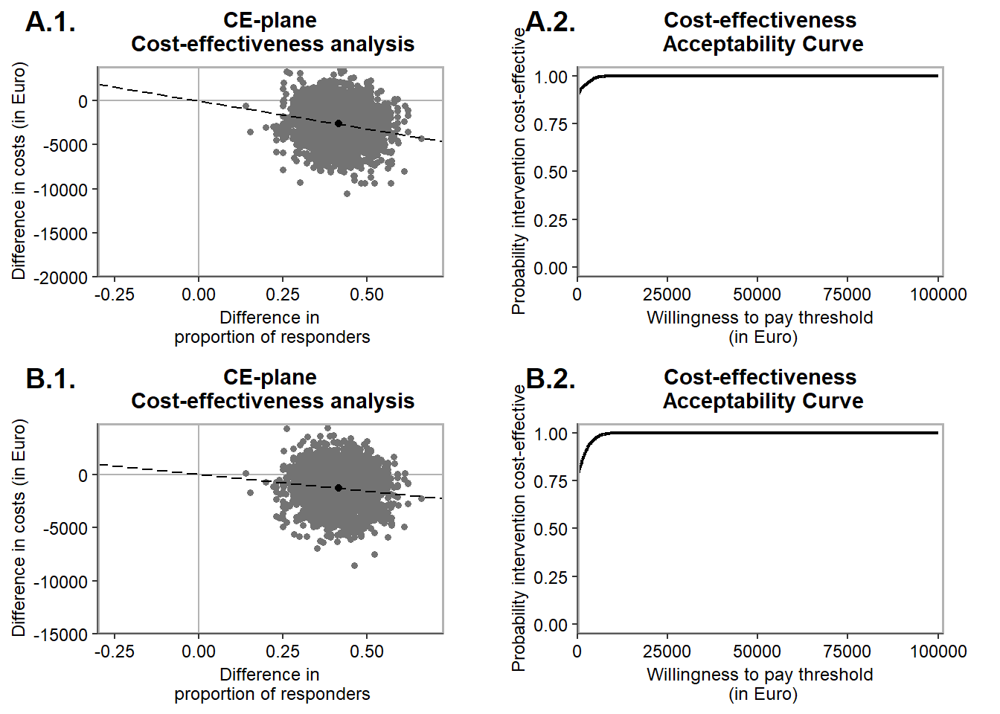 A.1.
CE-plane
Cost-effectiveness analysis
Difference in costs (in Euro)
0
-5000
-10000
-15000
-20000
-0.25 0.00 0.25 0.50
Difference in
proportion of responders
A.2.
Cost-effectiveness
Acceptability Curve
Probability intervention cost-effective
1.00
0.75
0.50
0.25
0.00
0 25000 50000 75000 100000
Willingness to pay threshold
(in Euro)
B.1.
CE-plane
Cost-effectiveness analysis
Difference in costs (in Euro)
0
-5000
-10000
-15000
-0.25 0.00 0.25 0.50
Difference in
proportion of responders
B.2.
Cost-effectiveness
Acceptability Curve
Probability intervention cost-effective
1.00
0.75
0.50
0.25
0.00
0 25000 50000 75000 100000
Willingness to pay threshold
(in Euro)